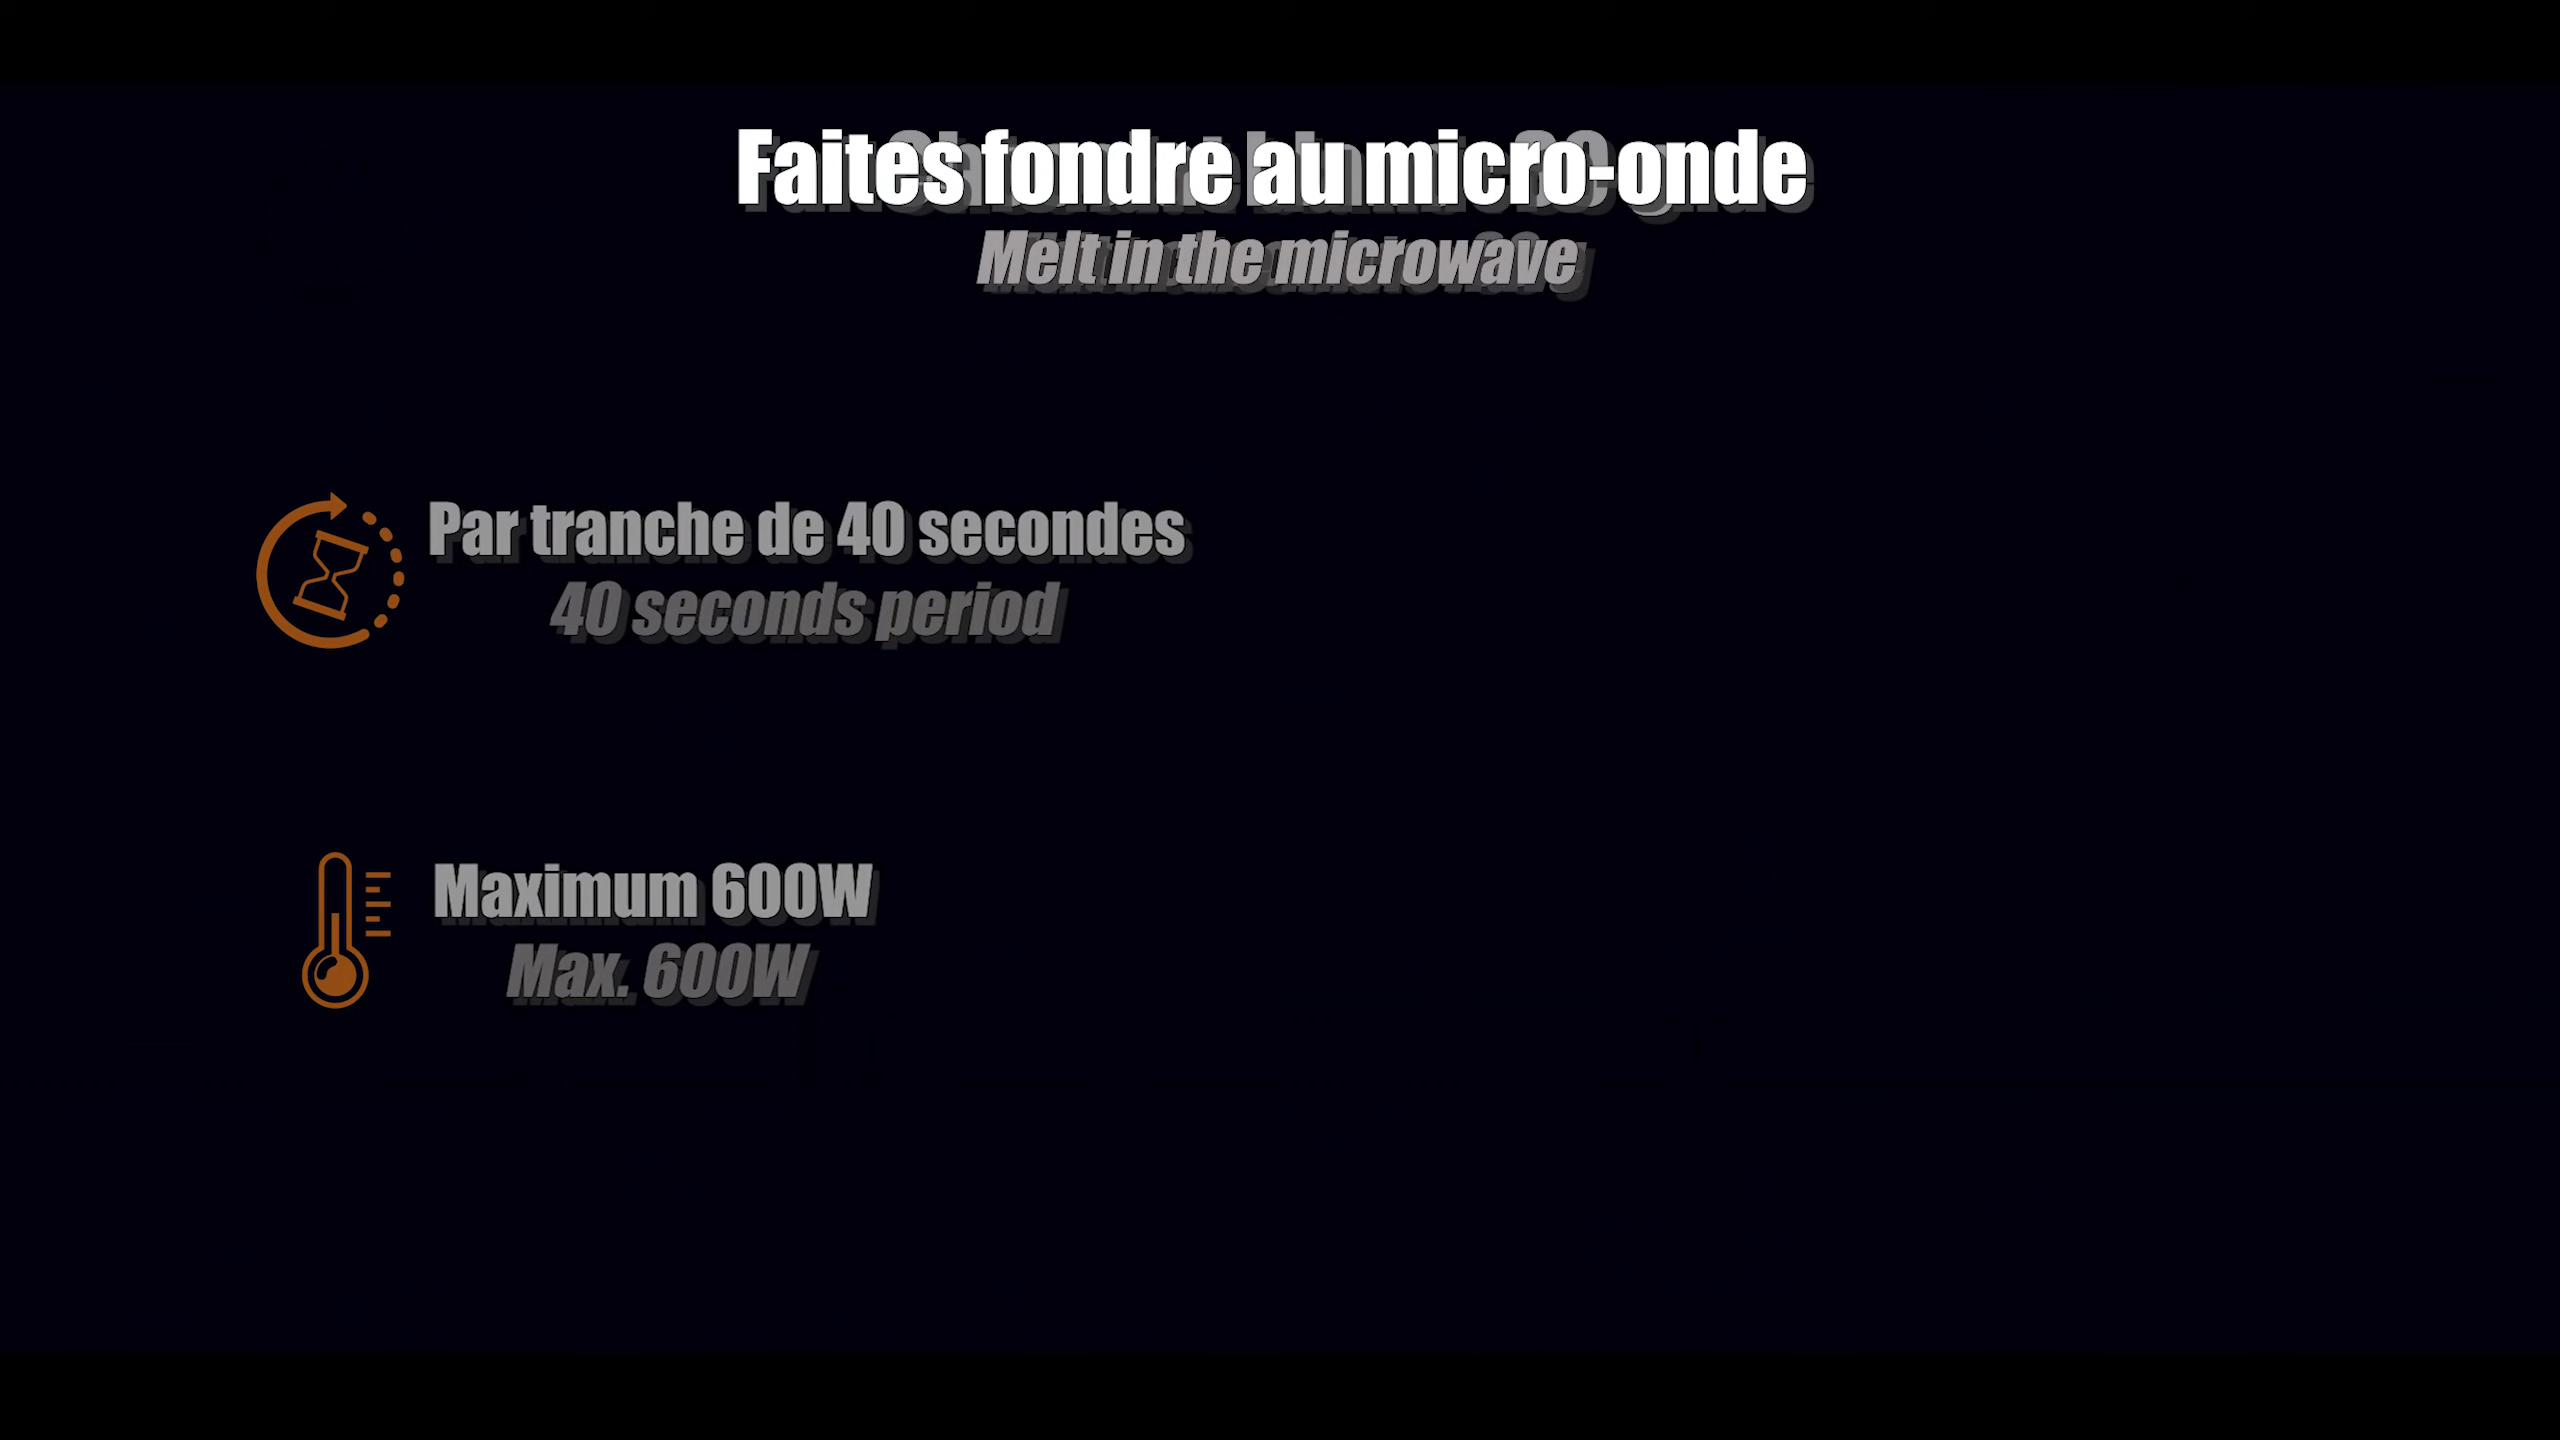 Faites fondre au micro-onde
Melt in the microwave
Par tranche de 40 secondes
40 seconds period
Maximum 600W
Max. 600W